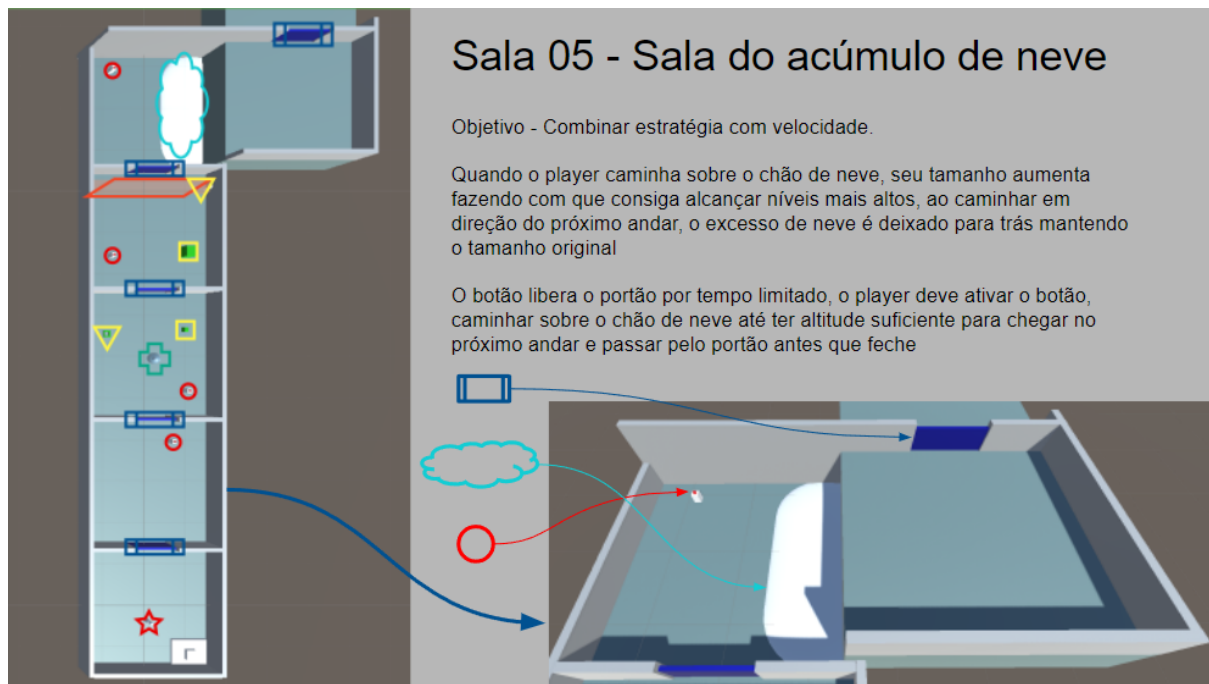 Sala 05 - Sala do acúmulo de neve
Objetivo - Combinar estratégia com velocidade.
Quando o player caminha sobre o chão de neve, seu tamanho aumenta
fazendo com que consiga alcançar níveis mais altos, ao caminhar em
direção do próximo andar, o excesso de neve é deixado para trás mantendo
o tamanho original
O botão libera o portão por tempo limitado, o player deve ativar o botão,
caminhar sobre o chão de neve até ter altitude suficiente para chegar no
próximo andar e passar pelo portão antes que feche